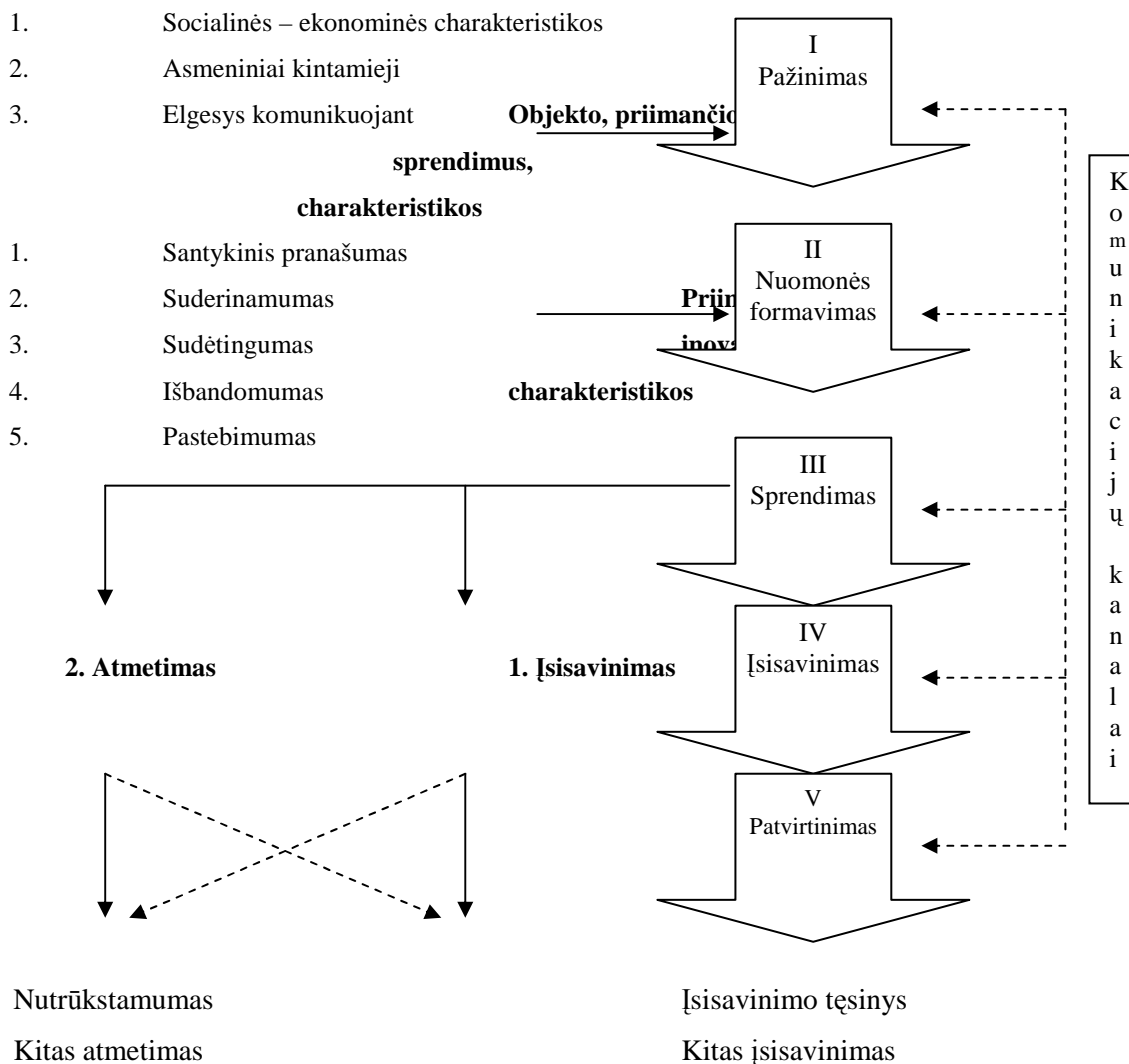 1. Socialinės – ekonominės charakteristikos
2. Asmeniniai kintamieji
3. Elgesys komunikuojant
Objekto,
sprendimus,
charakteristikos
I
Pažinimas
1. Santykinis pranašumas
2. Suderinamumas
3. Sudėtingumas
4. Išbandomumas
charakteristikos
5. Pastebimumas
II
Nuomonės
formavimas
III
Sprendimas
2. Atmetimas
1. Įsisavinimas
IV
Įsisavinimas
V
Patvirtinimas
Komunikacijų kanalai
Nutrūkstamumas
Įsisavinimo tęsinys
Kitas atmetimas
Kitas įsisavinimas